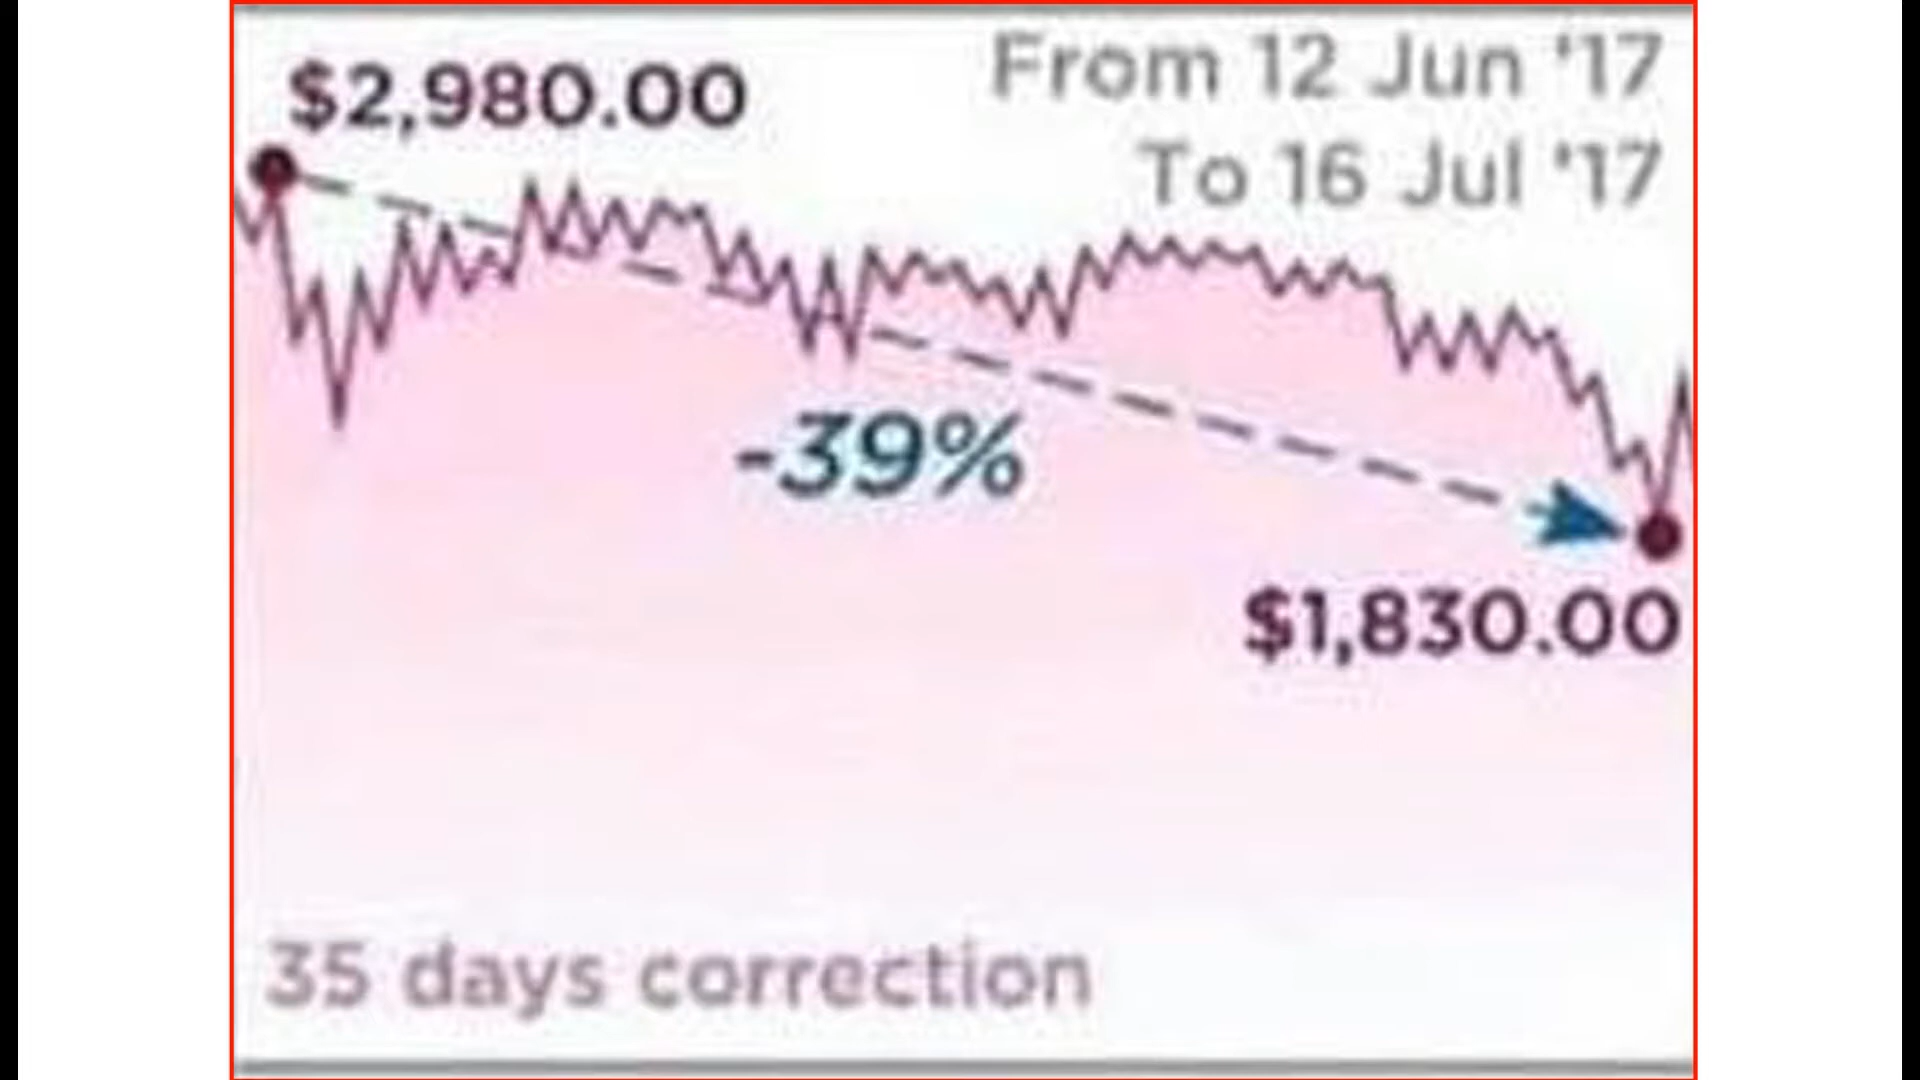 $2,980.00
From 12 Jun '17
To 16 Jul '17
-39%
$1,830.00
35 days correction